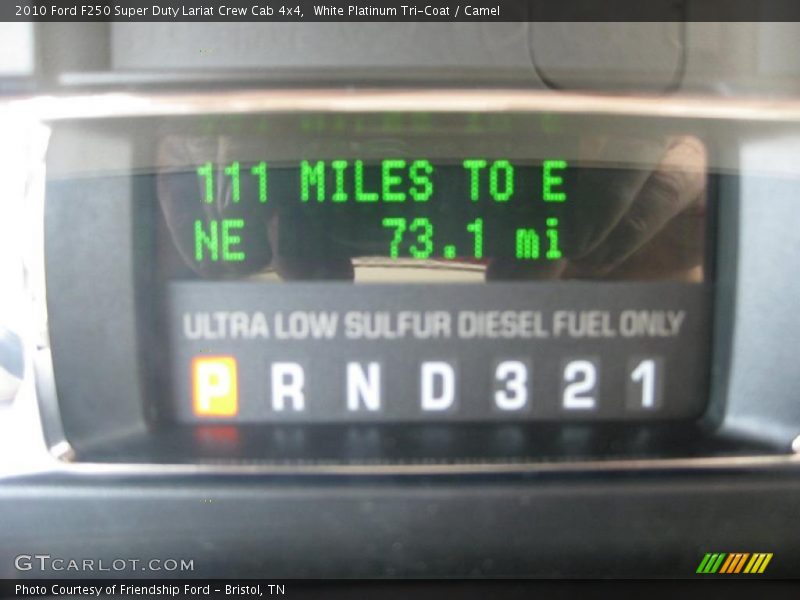 2010 Ford F250 Super Duty Lariat Crew Cab 4x4,  White Platinum Tri-Coat / Camel
111 MILES TO E
NE 73.1 mi
ULTRA LOW SULFUR DIESEL FUEL ONLY
P R N D 3 2 1
GTCARLOT.COM
Photo Courtesy of Friendship Ford - Bristol, TN